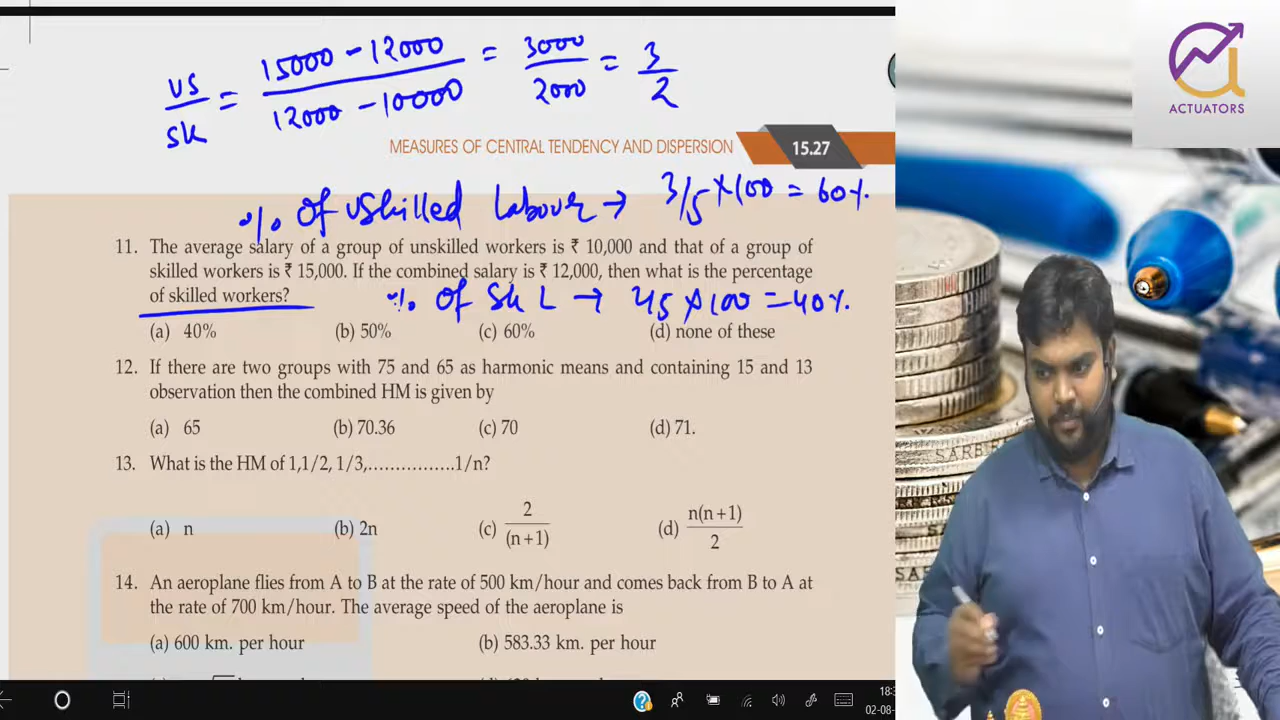 US/SK = 15000 - 12000 / 12000 - 10000 = 3000 / 2000 = 3/2
ACTUATORS
MEASURES OF CENTRAL TENDENCY AND DISPERSION 15.27
% of uskilled labour → 3/5 × 100 = 60%.
11. The average salary of a group of unskilled workers is ₹ 10,000 and that of a group of
skilled workers is ₹ 15,000. If the combined salary is ₹ 12,000, then what is the percentage
of skilled workers?
% of Sk L → 2/5 × 100 = 40%.
(a) 40% (b) 50% (c) 60% (d) none of these
12. If there are two groups with 75 and 65 as harmonic means and containing 15 and 13
observation then the combined HM is given by
(a) 65 (b) 70.36 (c) 70 (d) 71.
13. What is the HM of 1,1/2, 1/3,................1/n?
(a) n (b) 2n (c) 2/(n+1) (d) n(n+1)/2
14. An aeroplane flies from A to B at the rate of 500 km/hour and comes back from B to A at
the rate of 700 km/hour. The average speed of the aeroplane is
(a) 600 km. per hour (b) 583.33 km. per hour
18:3
02-08-